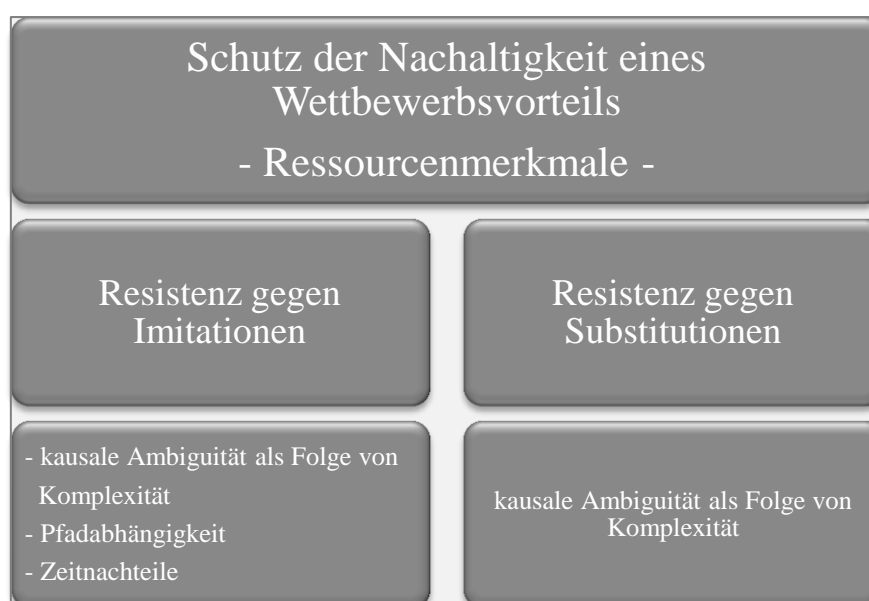 Schutz der Nachaltigkeit eines
Wettbewerbsvorteils
- Ressourcenmerkmale -
Resistenz gegen
Imitationen
Resistenz gegen
Substitutionen
- kausale Ambiguität als Folge von
Komplexität
- Pfadabhängigkeit
- Zeitnachteile
kausale Ambiguität als Folge von
Komplexität